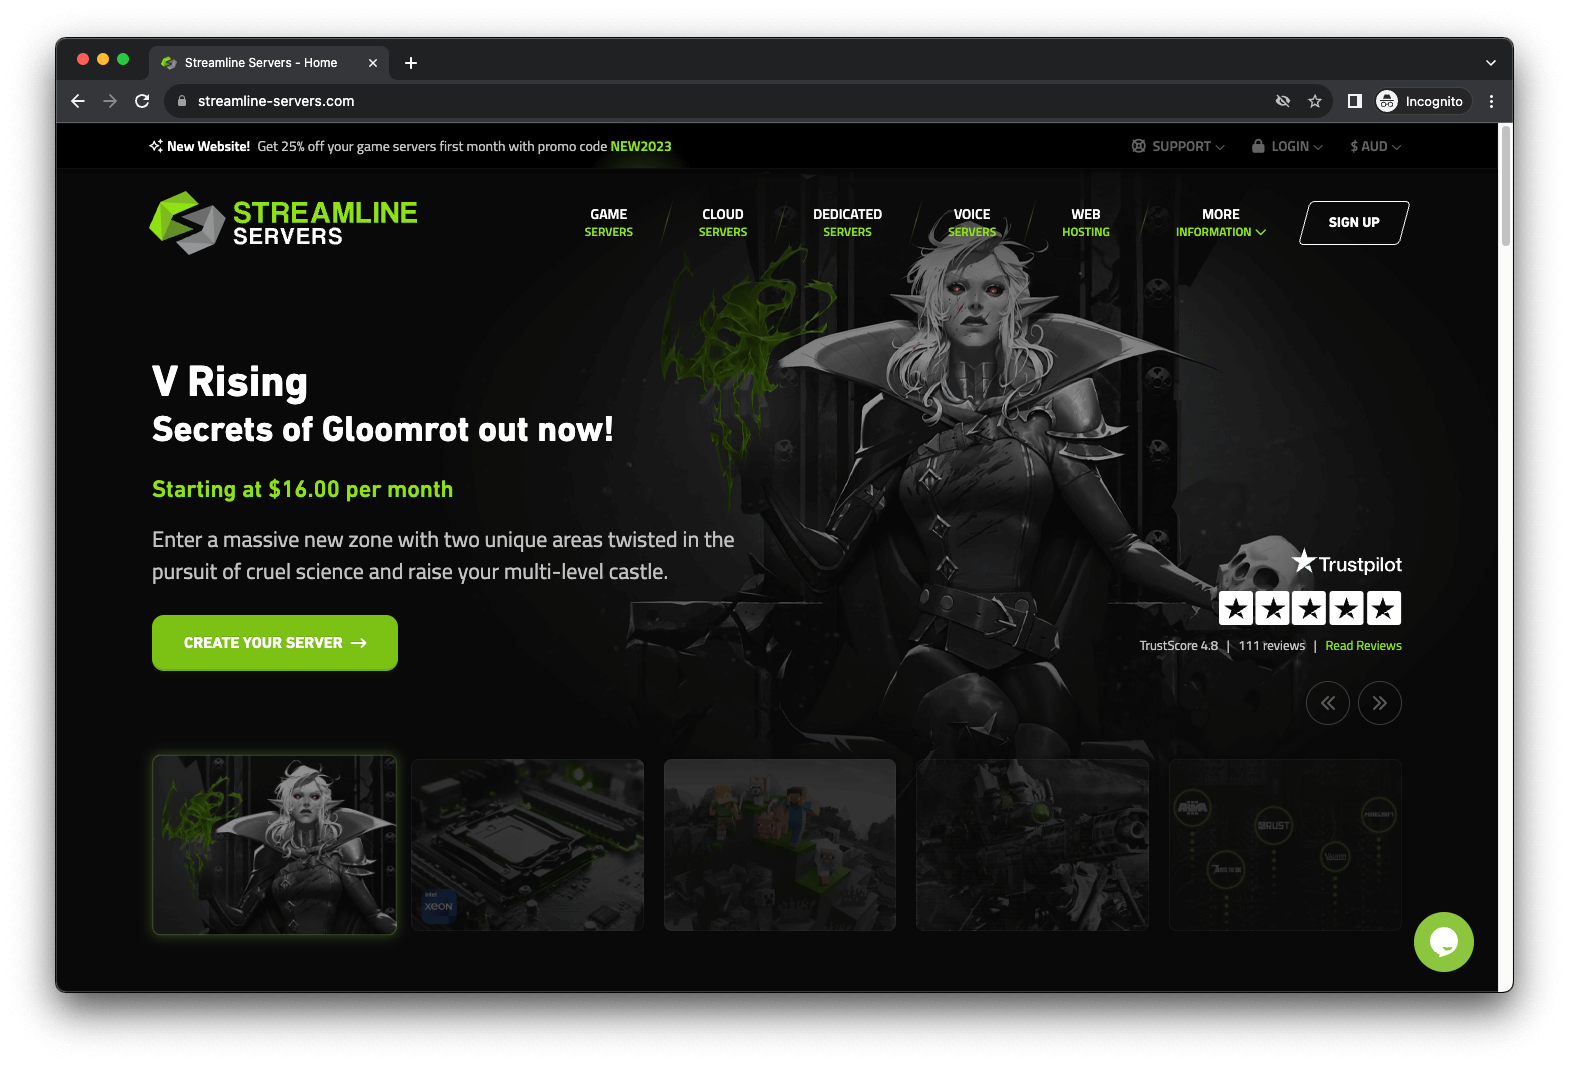 Streamline Servers - Home
streamline-servers.com
Incognito
New Website! Get 25% off your game servers first month with promo code NEW2023
SUPPORT
LOGIN
$ AUD
STREAMLINE
SERVERS
GAME
SERVERS
CLOUD
SERVERS
DEDICATED
SERVERS
VOICE
SERVERS
WEB
HOSTING
MORE
INFORMATION
SIGN UP
V Rising
Secrets of Gloomrot out now!
Starting at $16.00 per month
Enter a massive new zone with two unique areas twisted in the
pursuit of cruel science and raise your multi-level castle.
CREATE YOUR SERVER →
Trustpilot
TrustScore 4.8 | 111 reviews | Read Reviews
intel
XEON
ARMA
RUST
MINECRAFT